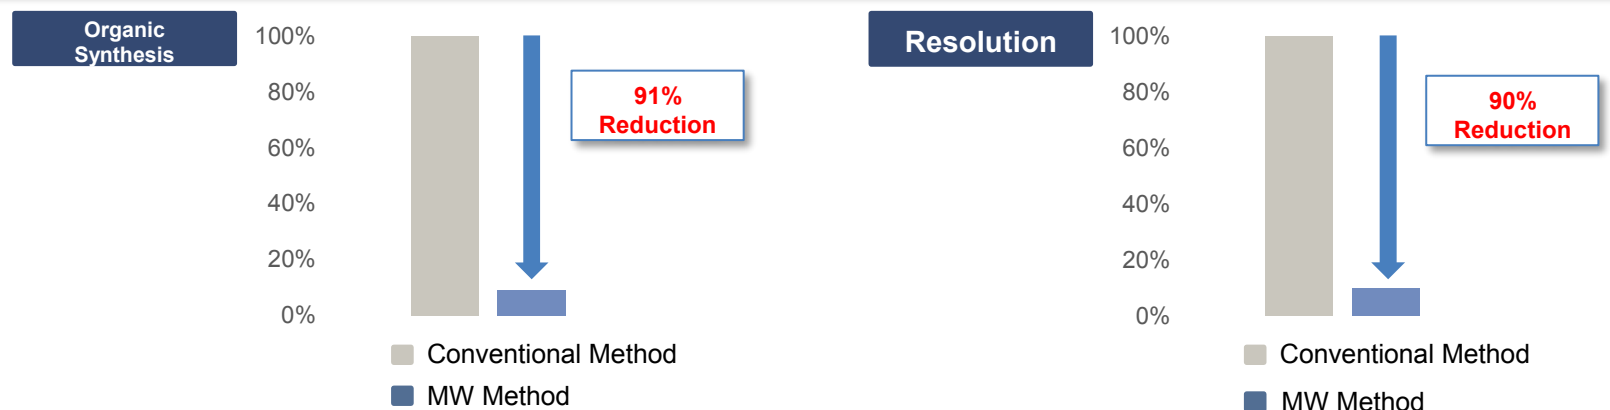 Organic
Synthesis
100%
80%
60%
40%
20%
0%
91%
Reduction
Conventional Method
MW Method
Resolution
100%
80%
60%
40%
20%
0%
90%
Reduction
Conventional Method
MW Method